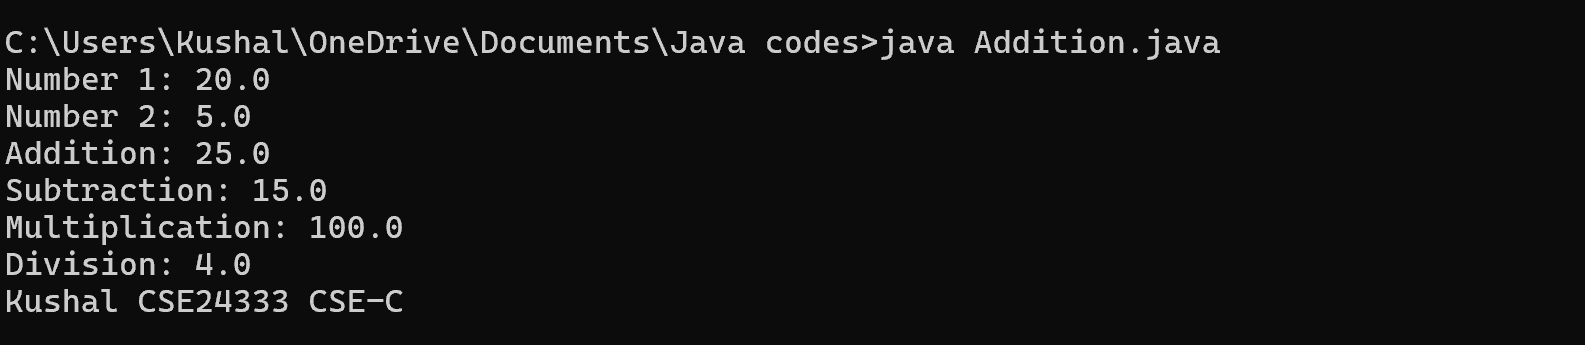 C:\Users\Kushal\OneDrive\Documents\Java codes>java Addition.java
Number 1: 20.0
Number 2: 5.0
Addition: 25.0
Subtraction: 15.0
Multiplication: 100.0
Division: 4.0
Kushal CSE24333 CSE-C